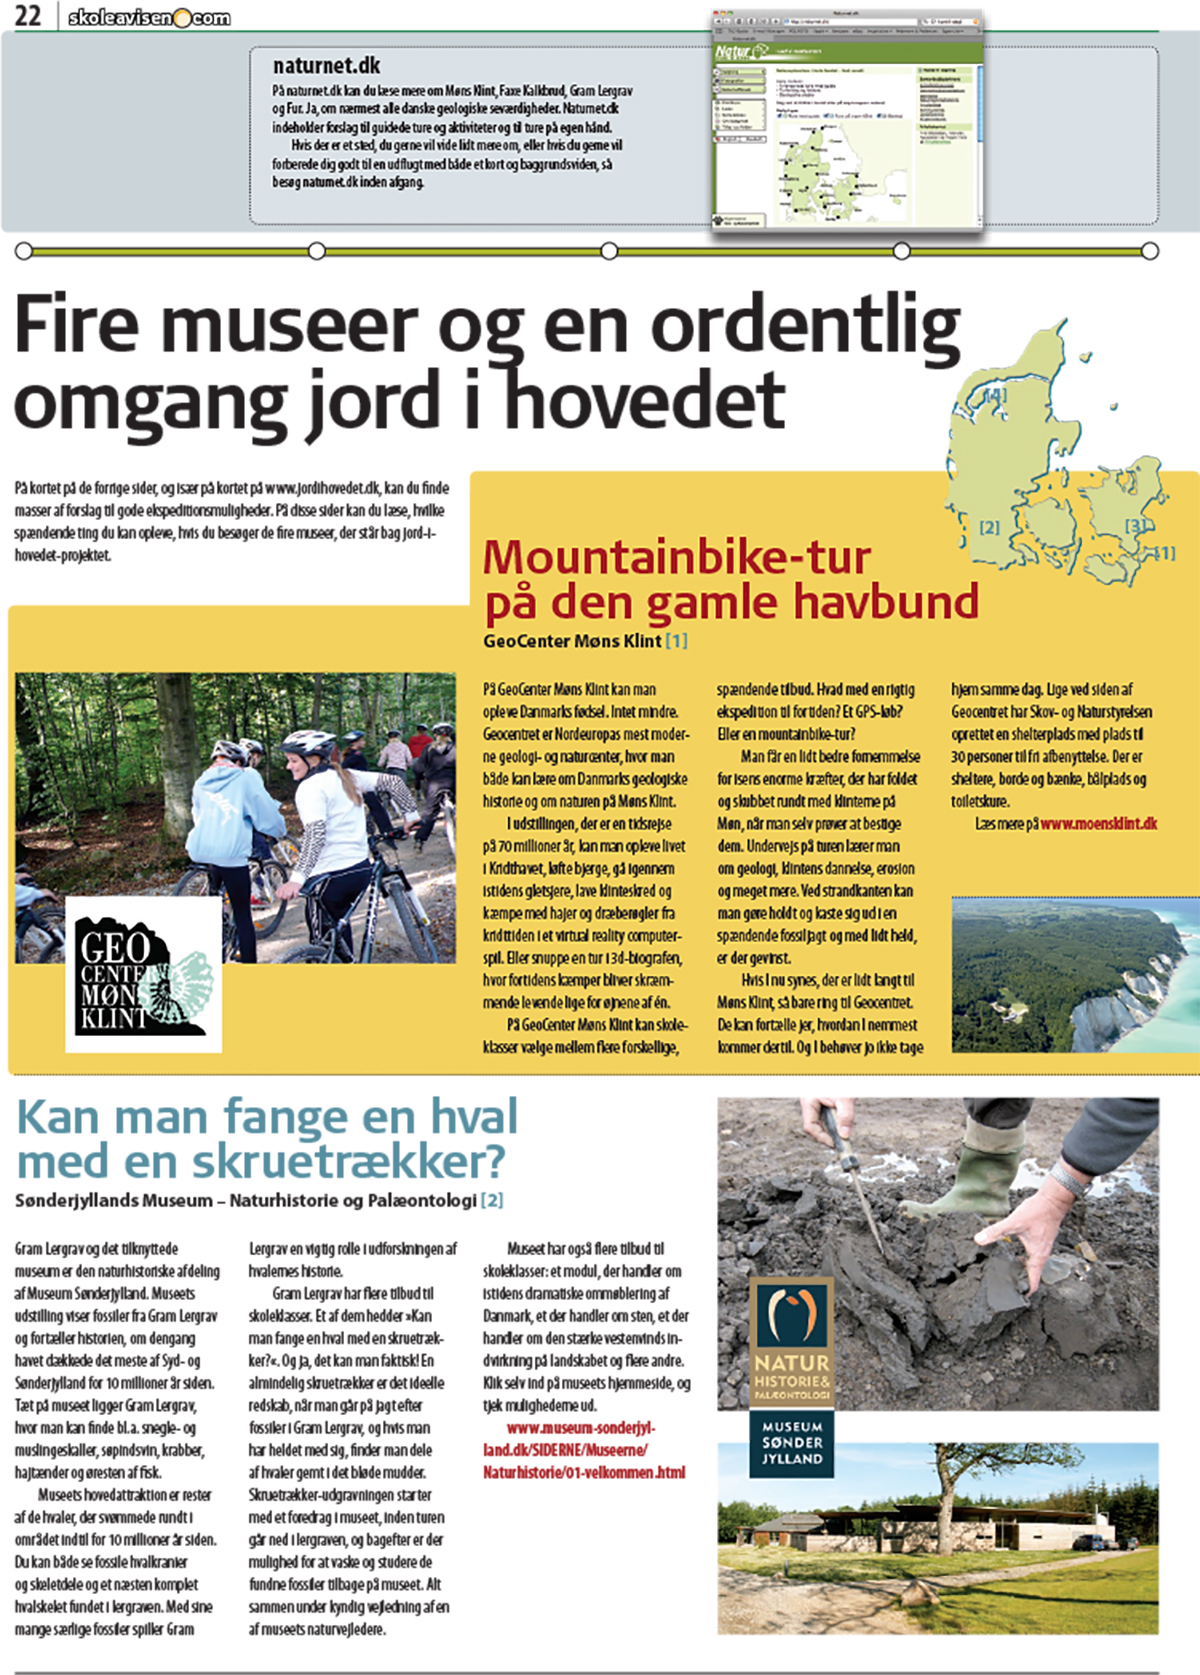 22
skoleavisen.com
naturnet.dk
På naturnet.dk kan du læse mere om Møns Klint, Faxe Kalkbrud, Gram Lergrav
og Fur. Ja, om nærmest alle danske geologiske seværdigheder. Naturnet.dk
indeholder forslag til guidede ture og aktiviteter og til ture på egen hånd.
Hvis der er et sted, du gerne vil vide lidt mere om, eller hvis du gerne vil
forberede dig godt til en udflugt med både et kort og baggrundsviden, så
besøg naturnet.dk inden afgang.
Natur
Fire museer og en ordentlig
omgang jord i hovedet
På kortet på de forrige sider, og især på kortet på www.jordihovedet.dk, kan du finde
masser af forslag til gode ekspeditionsmuligheder. På disse sider kan du læse, hvilke
spændende ting du kan opleve, hvis du besøger de fire museer, der står bag jord-i-
hovedet-projektet.
[4]
[2]
[3]
[1]
Mountainbike-tur
på den gamle havbund
GeoCenter Møns Klint [1]
På GeoCenter Møns Klint kan man
opleve Danmarks fødsel. Intet mindre.
Geocentret er Nordeuropas mest moder-
ne geologi- og naturcenter, hvor man
både kan lære om Danmarks geologiske
historie og om naturen på Møns Klint.
I udstillingen, der er en tidsrejse
på 70 millioner år, kan man opleve livet
i Kridthavet, løfte bjerge, gå igennem
istidens gletsjere, lave klinteskred og
kæmpe med hajer og dræberøgler fra
kridttiden i et virtual reality computer-
spil. Eller snuppe en tur i 3d-biografen,
hvor fortidens kæmper bliver skræm-
mende levende lige for øjnene af én.
På GeoCenter Møns Klint kan skole-
klasser vælge mellem flere forskellige,
spændende tilbud. Hvad med en rigtig
ekspedition til fortiden? Et GPS-løb?
Eller en mountainbike-tur?
Man får en lidt bedre fornemmelse
for isens enorme kræfter, der har foldet
og skubbet rundt med klinterne på
Møn, når man selv prøver at bestige
dem. Undervejs på turen lærer man
om geologi, klintens dannelse, erosion
og meget mere. Ved strandkanten kan
man gøre holdt og kaste sig ud i en
spændende fossiljagt og med lidt held,
er der gevinst.
Hvis I nu synes, der er lidt langt til
Møns Klint, så bare ring til Geocentret.
De kan fortælle jer, hvordan I nemmest
kommer dertil. Og I behøver jo ikke tage
hjem samme dag. Lige ved siden af
Geocentret har Skov- og Naturstyrelsen
oprettet en shelterplads med plads til
30 personer til fri afbenyttelse. Der er
sheltere, borde og bænke, bålplads og
toiletskure.
Læs mere på www.moensklint.dk
GEO
CENTER
MØN
KLINT
Kan man fange en hval
med en skruetrækker?
Sønderjyllands Museum – Naturhistorie og Palæontologi [2]
Gram Lergrav og det tilknyttede
museum er den naturhistoriske afdeling
af Museum Sønderjylland. Museets
udstilling viser fossiler fra Gram Lergrav
og fortæller historien, om dengang
havet dækkede det meste af Syd- og
Sønderjylland for 10 millioner år siden.
Tæt på museet ligger Gram Lergrav,
hvor man kan finde bl.a. snegle- og
muslingeskaller, søpindsvin, krabber,
hajtænder og øresten af fisk.
Museets hovedattraktion er rester
af de hvaler, der svømmede rundt i
området indtil for 10 millioner år siden.
Du kan både se fossile hvalkranier
og skeletdele og et næsten komplet
hvalskelet fundet i lergraven. Med sine
mange særlige fossiler spiller Gram
Lergrav en vigtig rolle i udforskningen af
hvalernes historie.
Gram Lergrav har flere tilbud til
skoleklasser. Et af dem hedder »Kan
man fange en hval med en skruetræk-
ker?«. Og ja, det kan man faktisk! En
almindelig skruetrækker er det ideelle
redskab, når man går på jagt efter
fossiler i Gram Lergrav, og hvis man
har heldet med sig, finder man dele
af hvaler gemt i det bløde mudder.
Skruetrækker-udgravningen starter
med et foredrag i museet, inden turen
går ned i lergraven, og bagefter er der
mulighed for at vaske og studere de
fundne fossiler tilbage på museet. Alt
sammen under kyndig vejledning af en
af museets naturvejledere.
Museet har også flere tilbud til
skoleklasser: et modul, der handler om
istidens dramatiske ommøblering af
Danmark, et der handler om sten, et der
handler om den stærke vestenvinds in-
dvirkning på landskabet og flere andre.
Klik selv ind på museets hjemmeside, og
tjek mulighederne ud.
www.museum-sonderjyl-
land.dk/SIDERNE/Museerne/
Naturhistorie/01-velkommen.html
NATUR
HISTORIE&
PALÆONTOLOGI
MUSEUM
SØNDER
JYLLAND